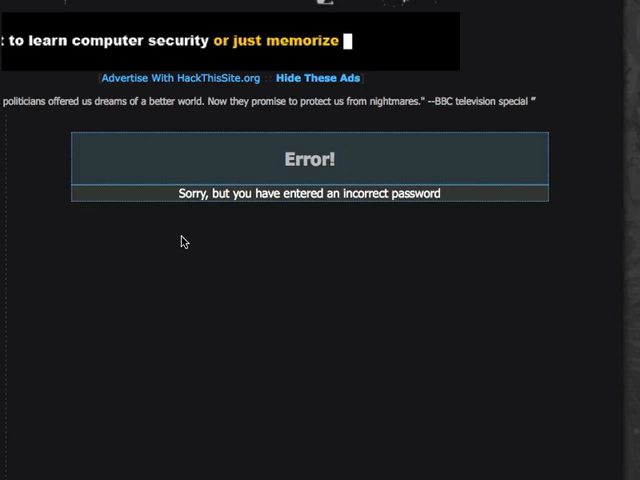 t to learn computer security or just memorize
[Advertise With HackThisSite.org :: Hide These Ads]
politicians offered us dreams of a better world. Now they promise to protect us from nightmares." --BBC television special “”
Error!
Sorry, but you have entered an incorrect password